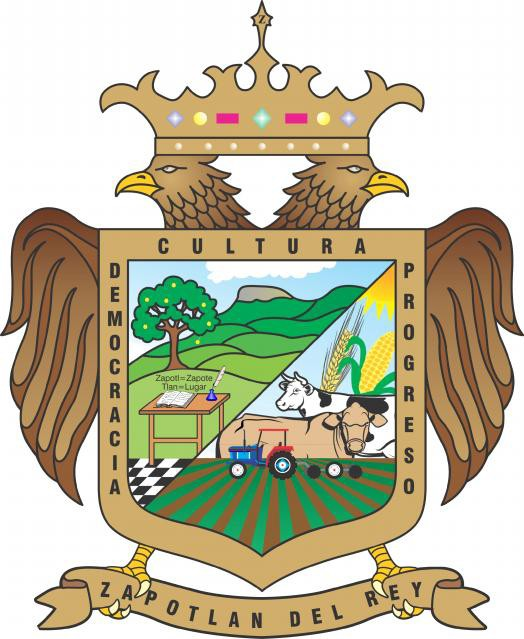 Z
CULTURA
DEMOCRACIA
PROGRESO
Zapotl=Zapote
Tlan=Lugar
ZAPOTLAN DEL REY